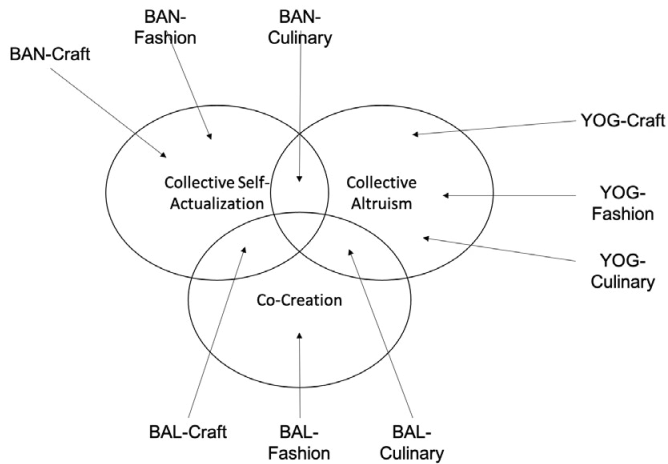 BAN-
Fashion
BAN-
Culinary
BAN-Craft
YOG-Craft
Collective Self-
Actualization
Collective
Altruism
YOG-
Fashion
YOG-
Culinary
Co-Creation
BAL-Craft
BAL-
Fashion
BAL-
Culinary